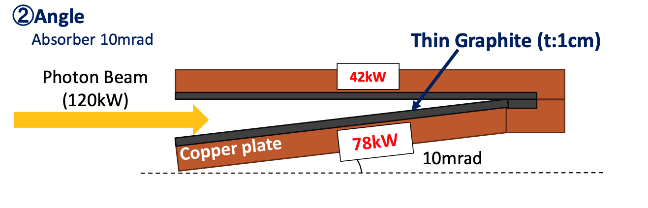 ②Angle
Absorber 10mrad
Thin Graphite (t:1cm)
Photon Beam
(120kW)
42kW
Copper plate
78kW
10mrad